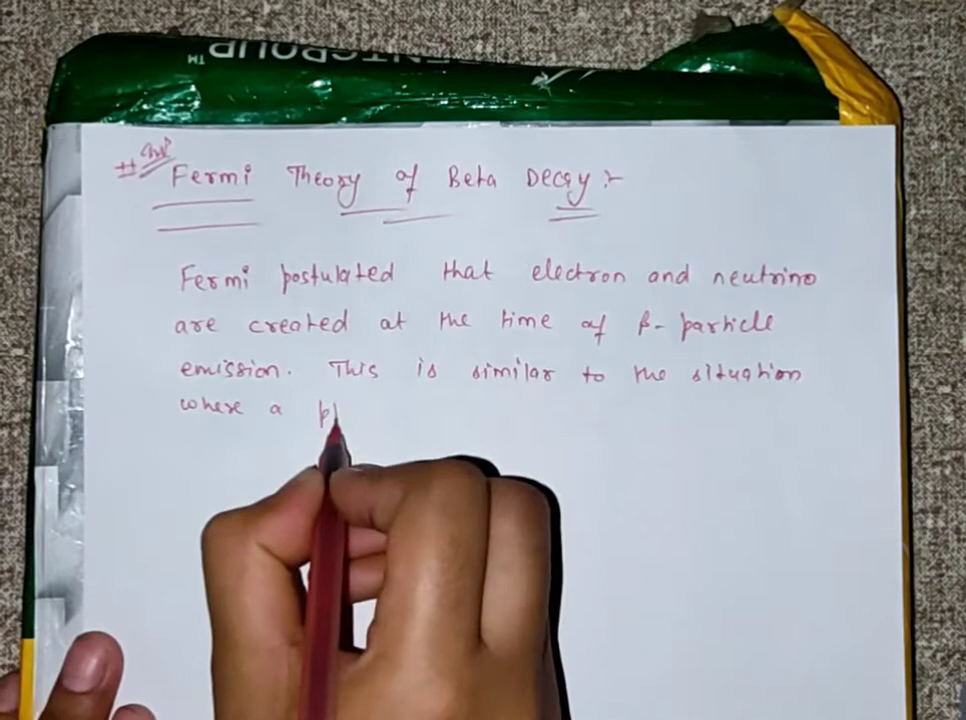 # Fermi Theory of Beta Decay :-
Fermi postulated that electron and neutrino
are created at the time of β- particle
emission. This is similar to the situation
where a